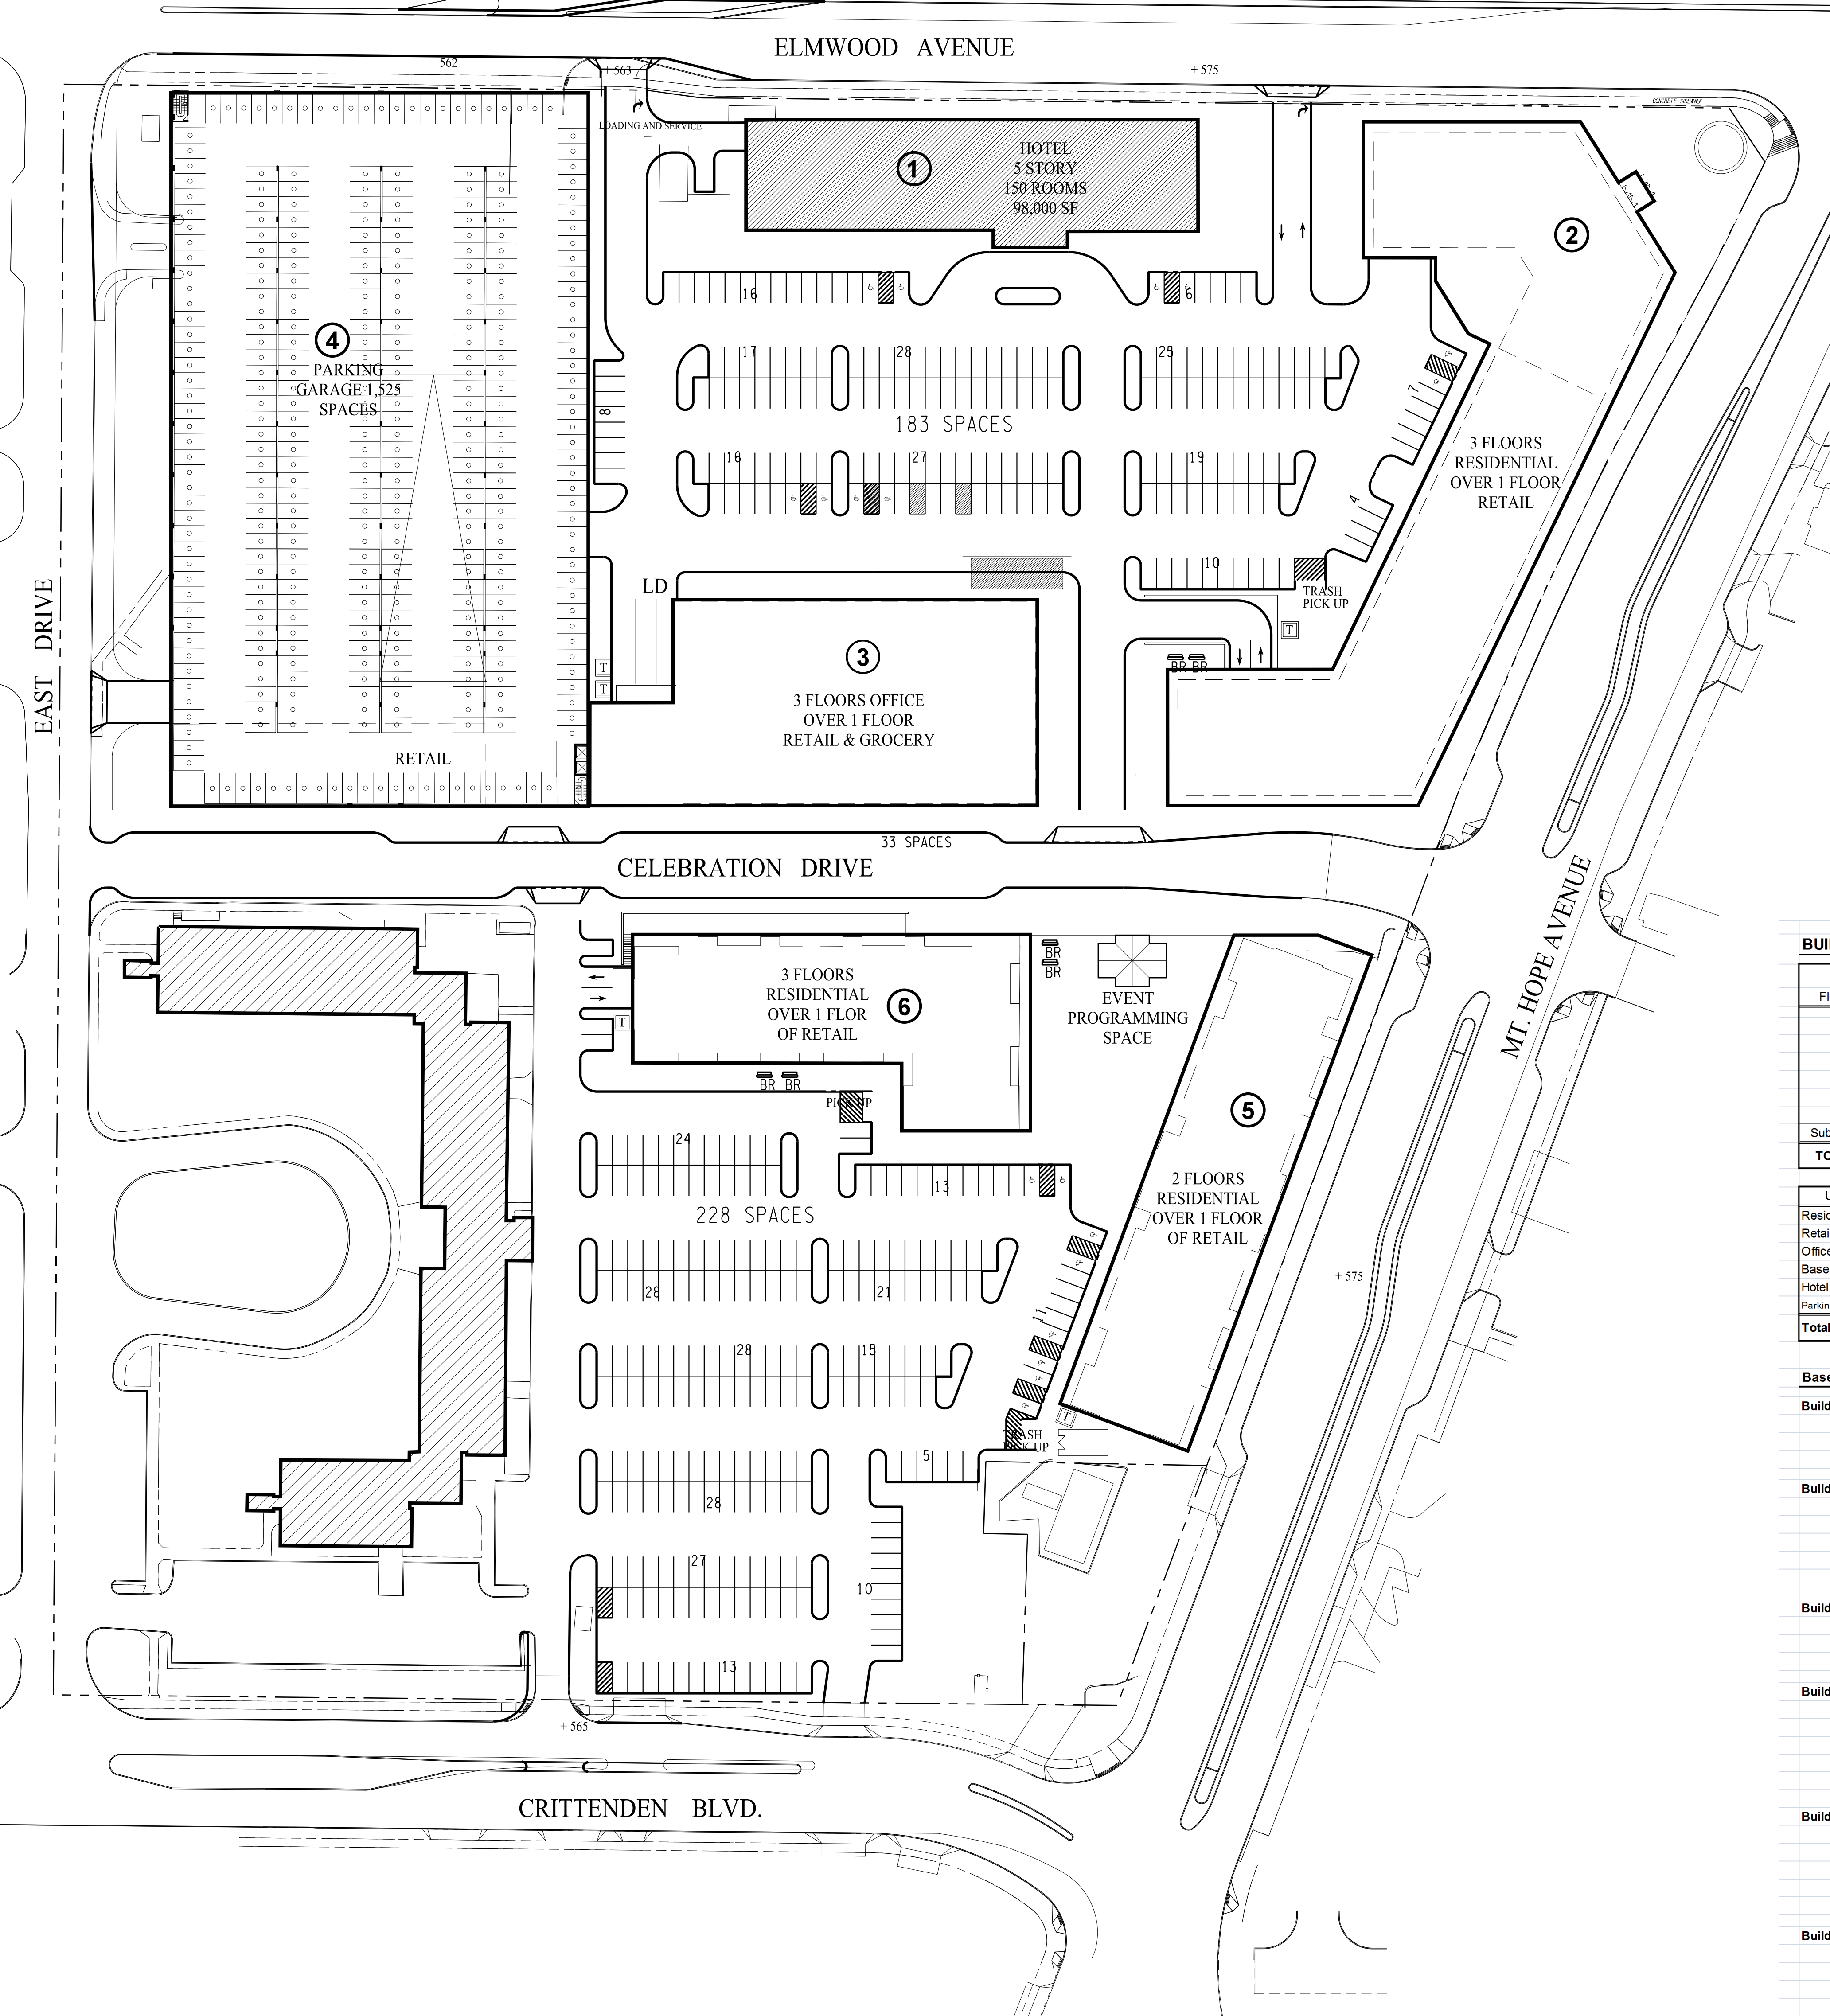 ELMWOOD AVENUE
+ 562
+ 563
+ 575
CONCRETE SIDEWALK
LOADING AND SERVICE
1
HOTEL
5 STORY
150 ROOMS
98,000 SF
2
16
6
4
PARKING
GARAGE 1,525
SPACES
17
28
25
7
8
183 SPACES
3 FLOORS
RESIDENTIAL
OVER 1 FLOOR
RETAIL
16
27
19
4
10
TRASH
PICK UP
LD
EAST DRIVE
T
T
T
BR BR
3
3 FLOORS OFFICE
OVER 1 FLOOR
RETAIL & GROCERY
RETAIL
33 SPACES
CELEBRATION DRIVE
MT. HOPE AVENUE
3 FLOORS
RESIDENTIAL
OVER 1 FLOR
OF RETAIL
6
T
BR
BR
EVENT
PROGRAMMING
SPACE
BR BR
PICK UP
5
24
13
228 SPACES
2 FLOORS
RESIDENTIAL
OVER 1 FLOOR
OF RETAIL
28
21
11
+ 575
28
15
T
TRASH
PICK UP
5
28
27
10
13
+ 565
CRITTENDEN BLVD.
BUI
Fl
Sub
TO
U
Resid
Retai
Office
Base
Hotel
Parkin
Total
Base
Build
Build
Build
Build
Build
Build